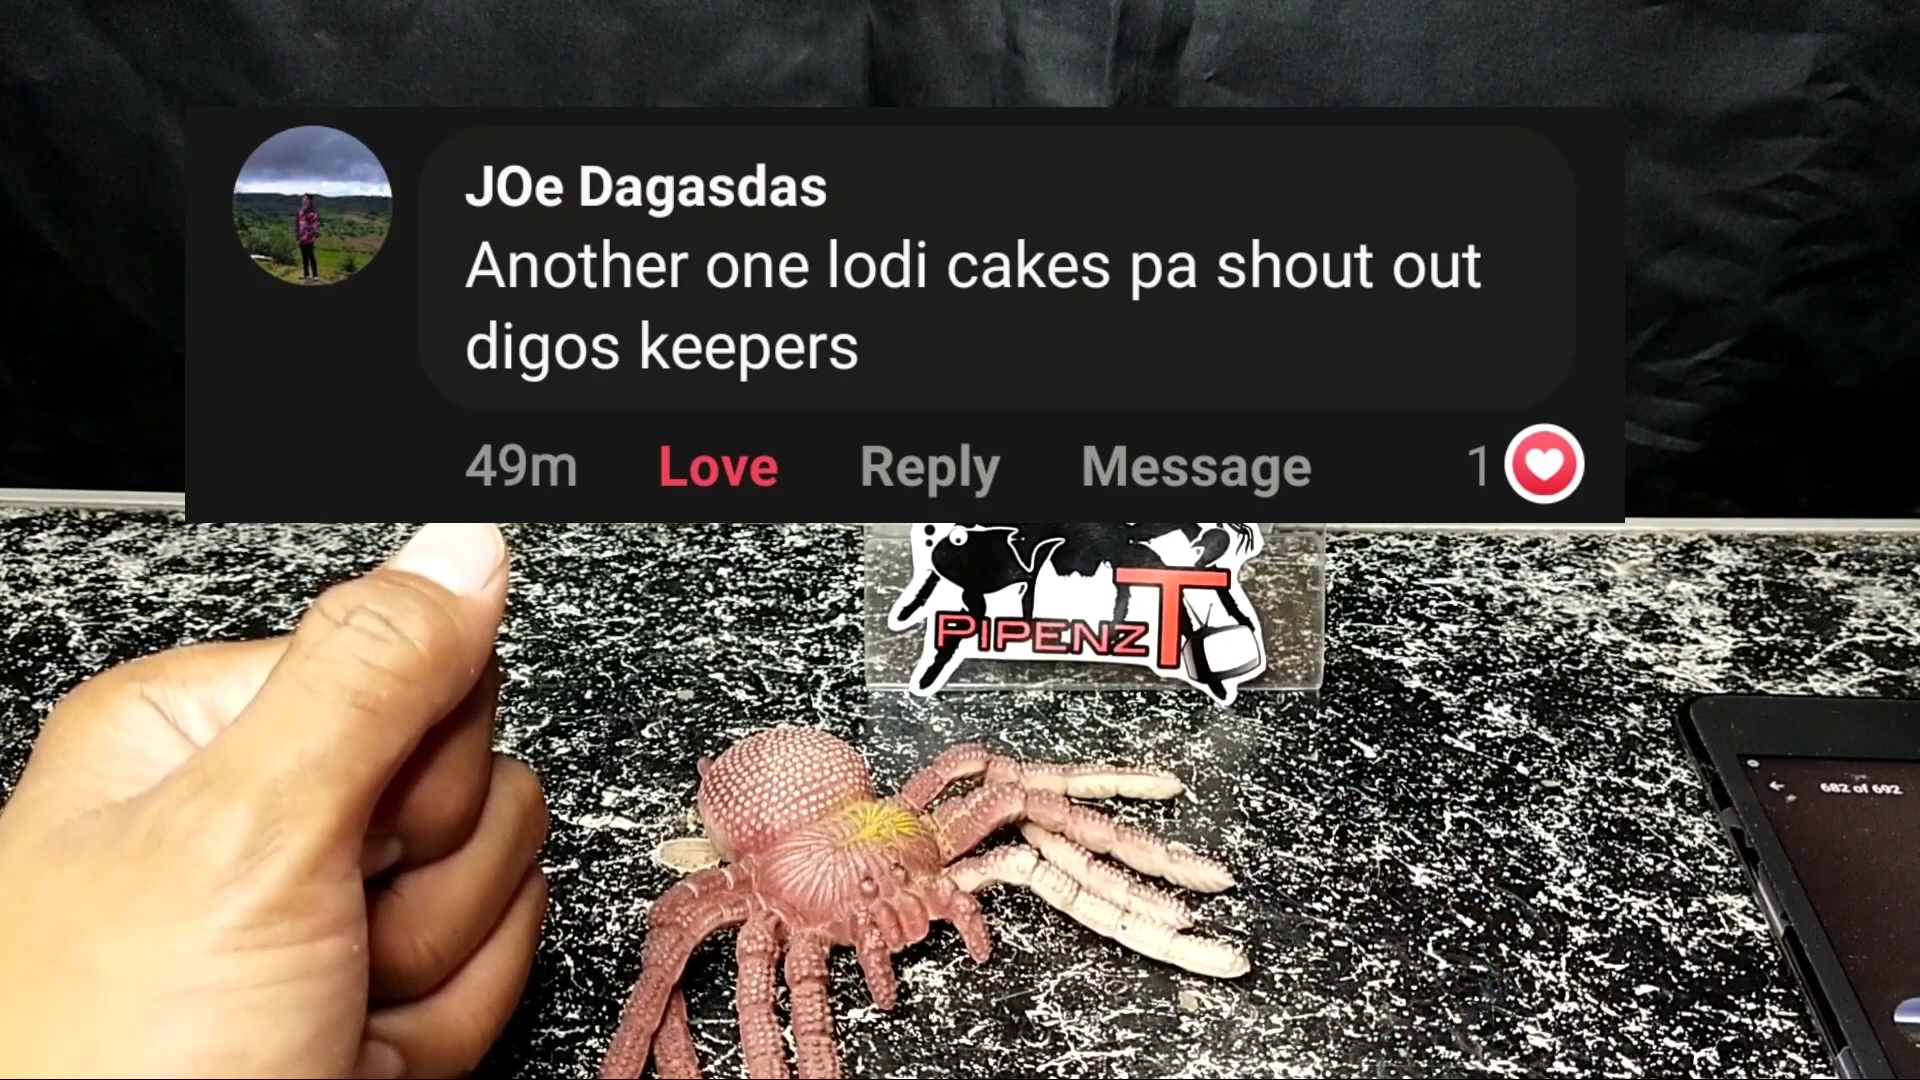 JOe Dagasdas
Another one lodi cakes pa shout out
digos keepers
49m Love Reply Message 1
PIPENZ T
682 of 692